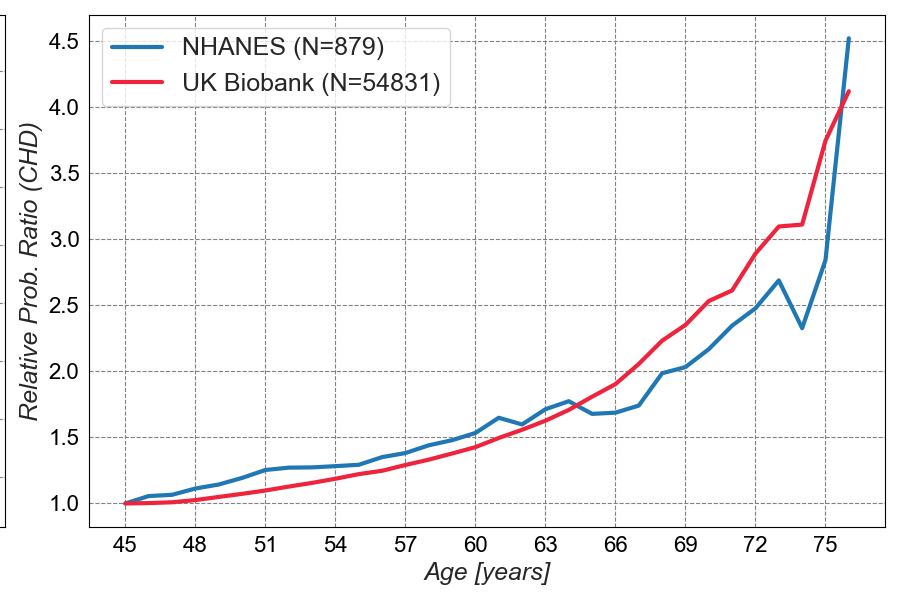 NHANES (N=879)
UK Biobank (N=54831)
Relative Prob. Ratio (CHD)
4.5
4.0
3.5
3.0
2.5
2.0
1.5
1.0
45 48 51 54 57 60 63 66 69 72 75
Age [years]